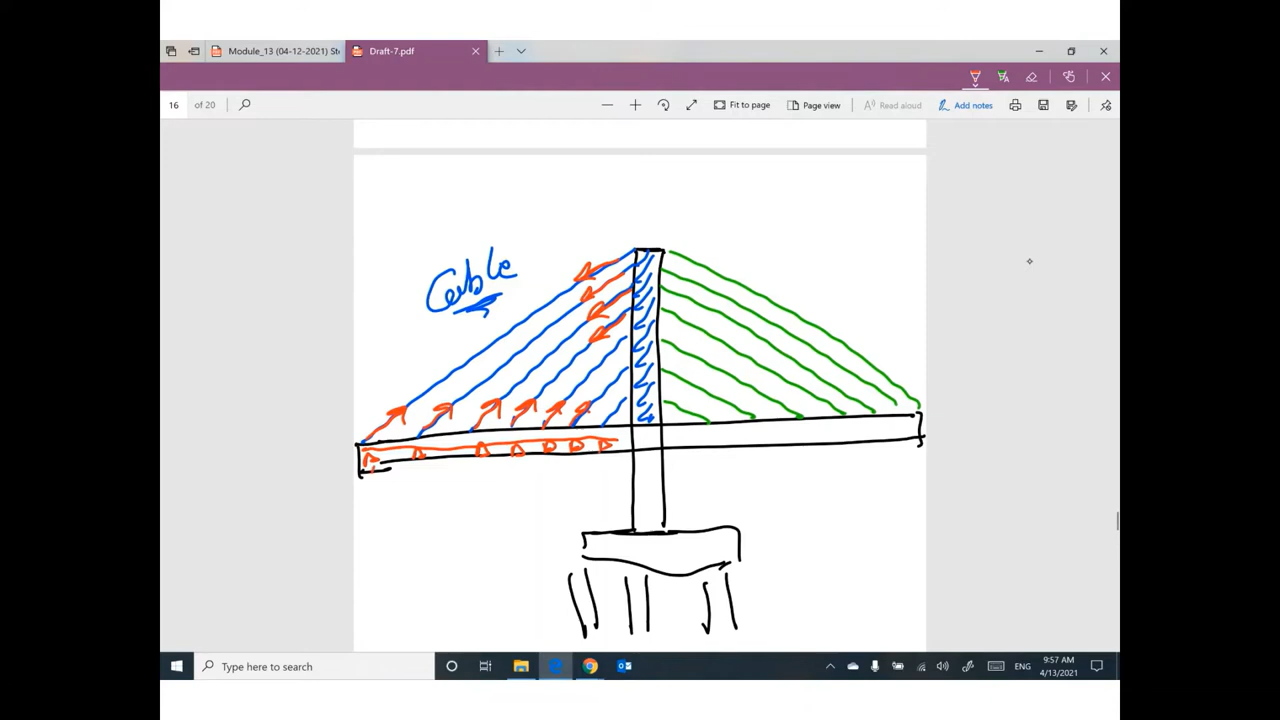 Module_13 (04-12-2021) St
Draft-7.pdf
16 of 20
Fit to page
Page view
Read aloud
Add notes
Cable
Type here to search
ENG
9:57 AM
4/13/2021